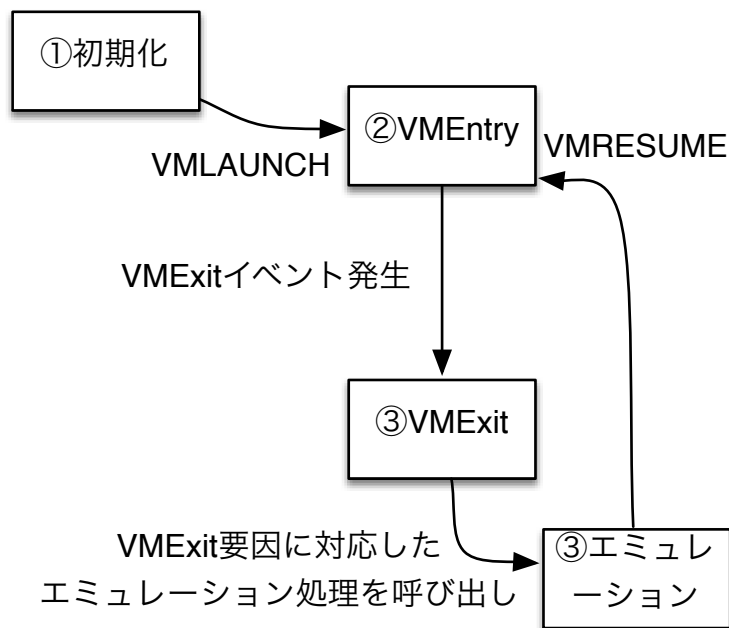 ①初期化
②VMEntry
VMLAUNCH
VMRESUME
VMExitイベント発生
③VMExit
VMExit要因に対応した
エミュレーション処理を呼び出し
③エミュレ
ーション